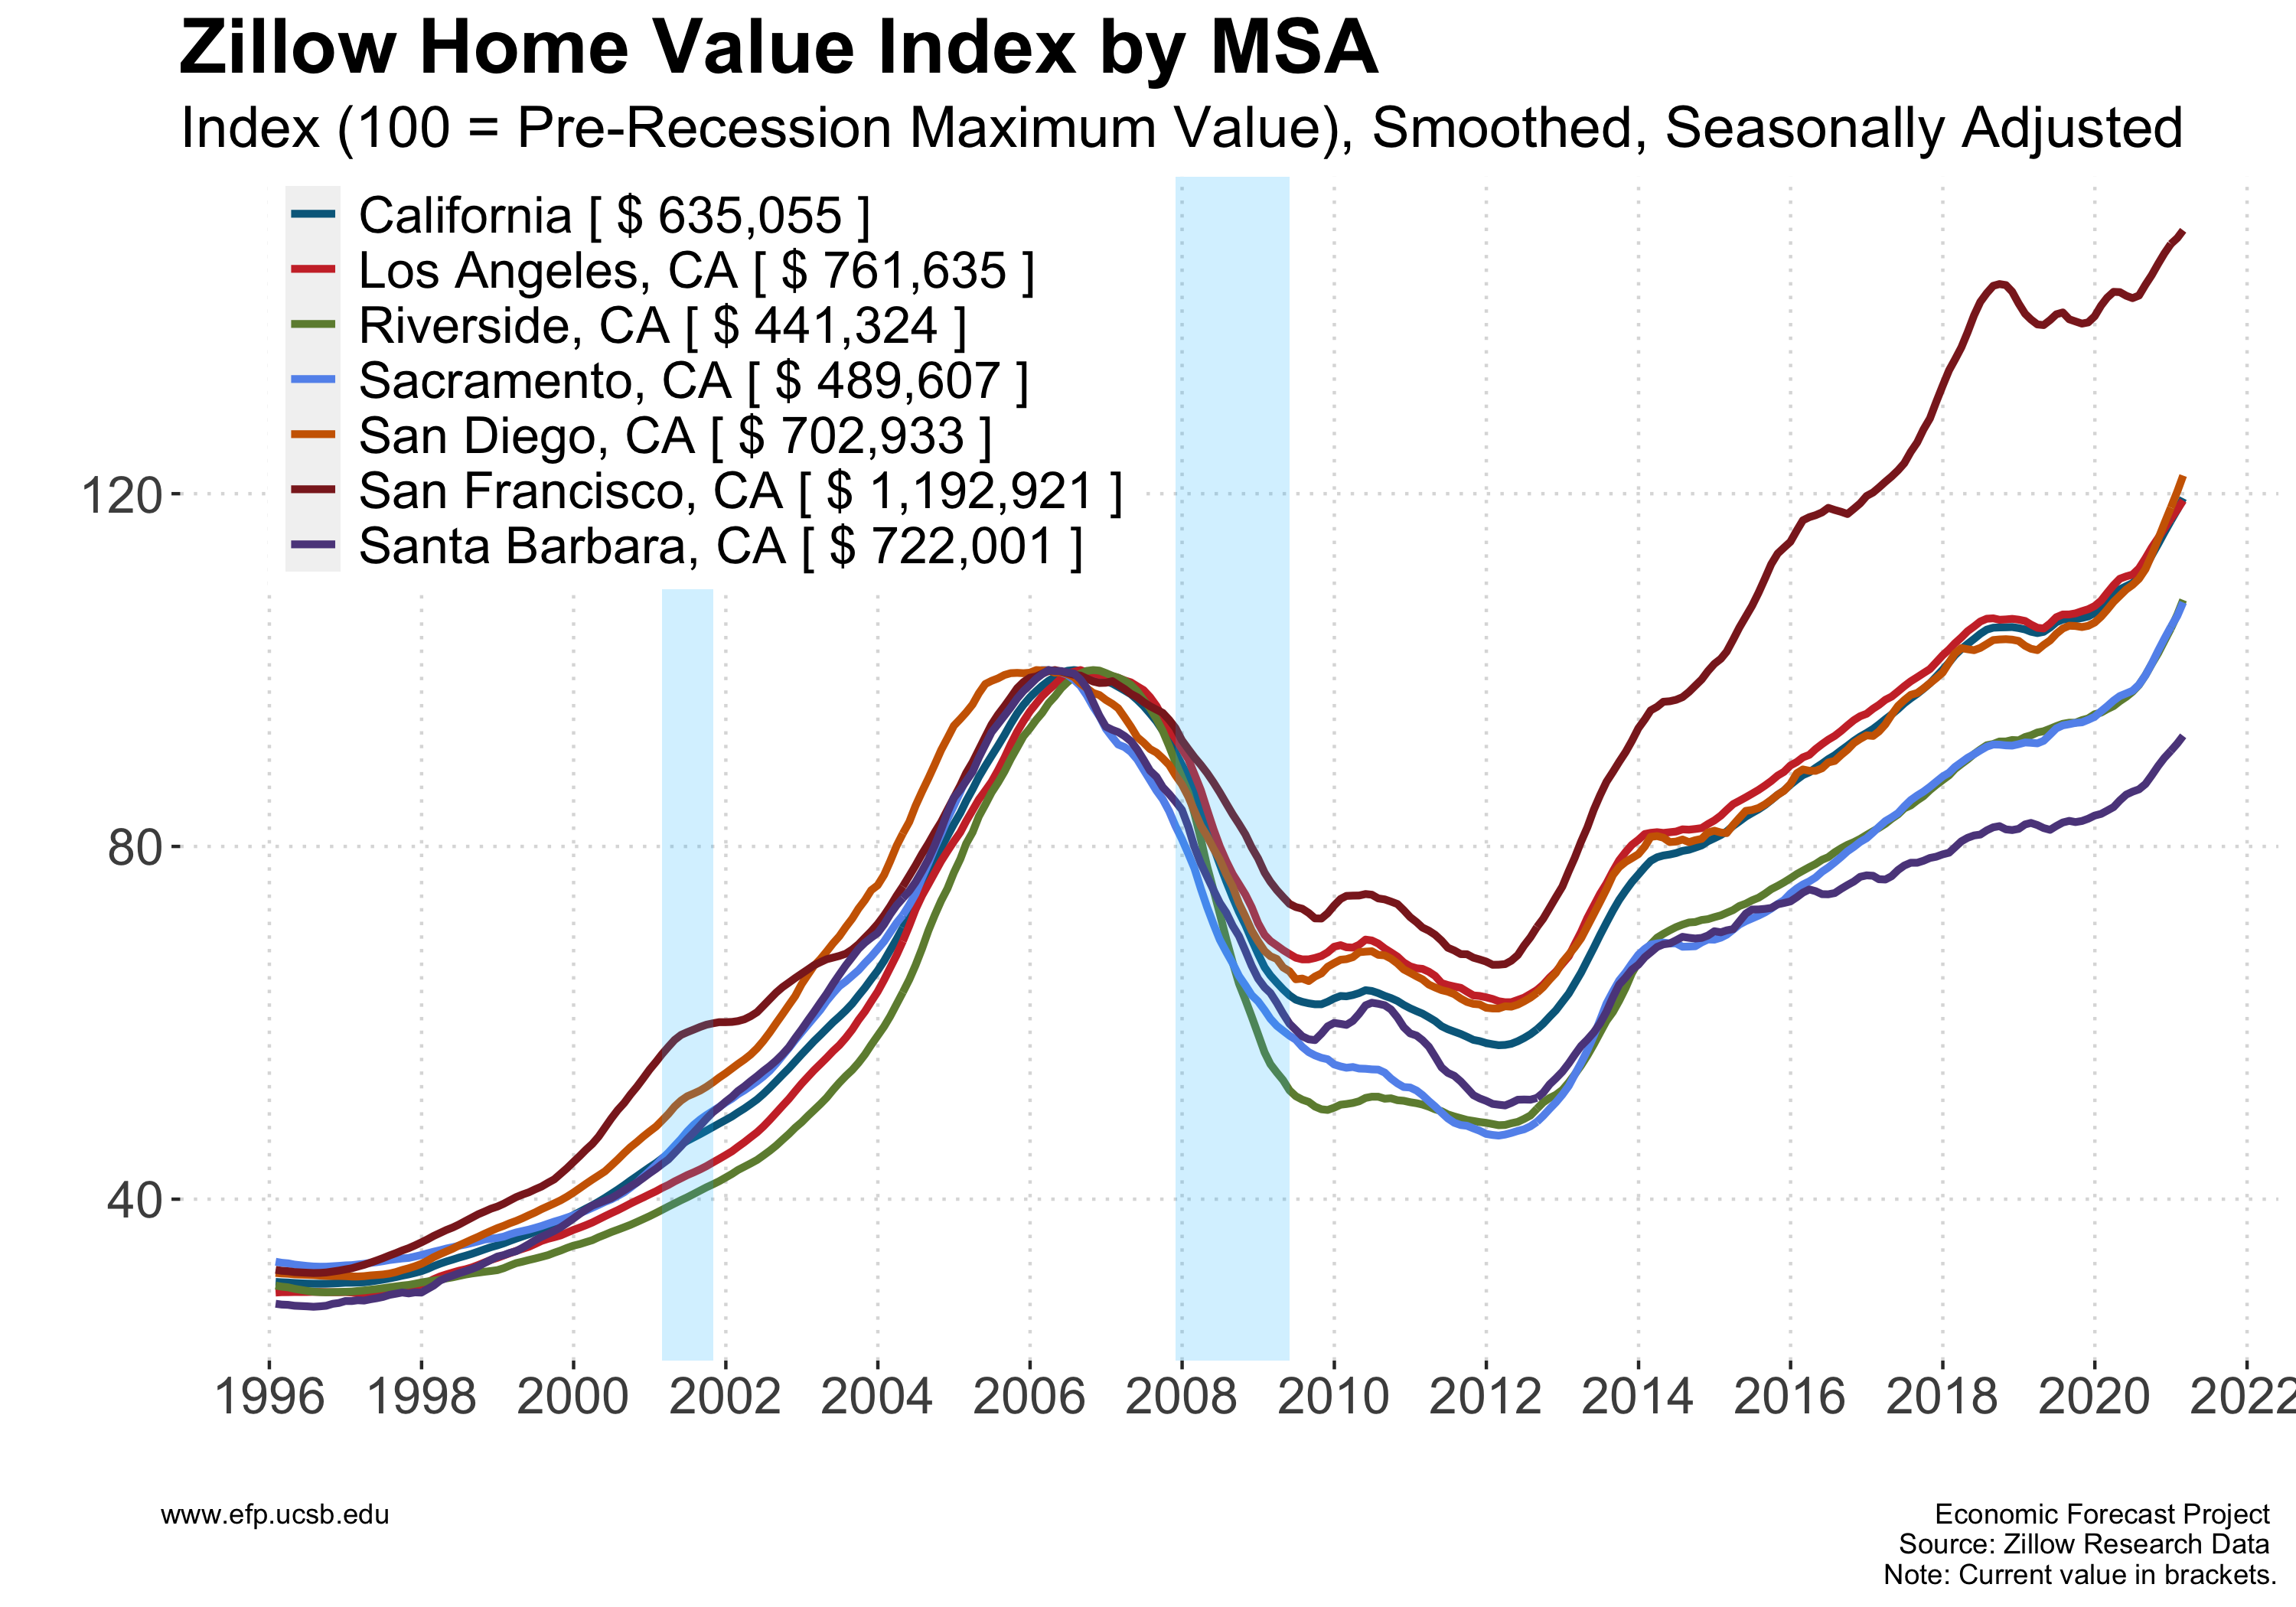 Zillow Home Value Index by MSA
Index (100 = Pre-Recession Maximum Value), Smoothed, Seasonally Adjusted
California [ $ 635,055 ]
Los Angeles, CA [ $ 761,635 ]
Riverside, CA [ $ 441,324 ]
Sacramento, CA [ $ 489,607 ]
San Diego, CA [ $ 702,933 ]
San Francisco, CA [ $ 1,192,921 ]
Santa Barbara, CA [ $ 722,001 ]
120
80
40
1996 1998 2000 2002 2004 2006 2008 2010 2012 2014 2016 2018 2020 2022
www.efp.ucsb.edu
Economic Forecast Project
Source: Zillow Research Data
Note: Current value in brackets.